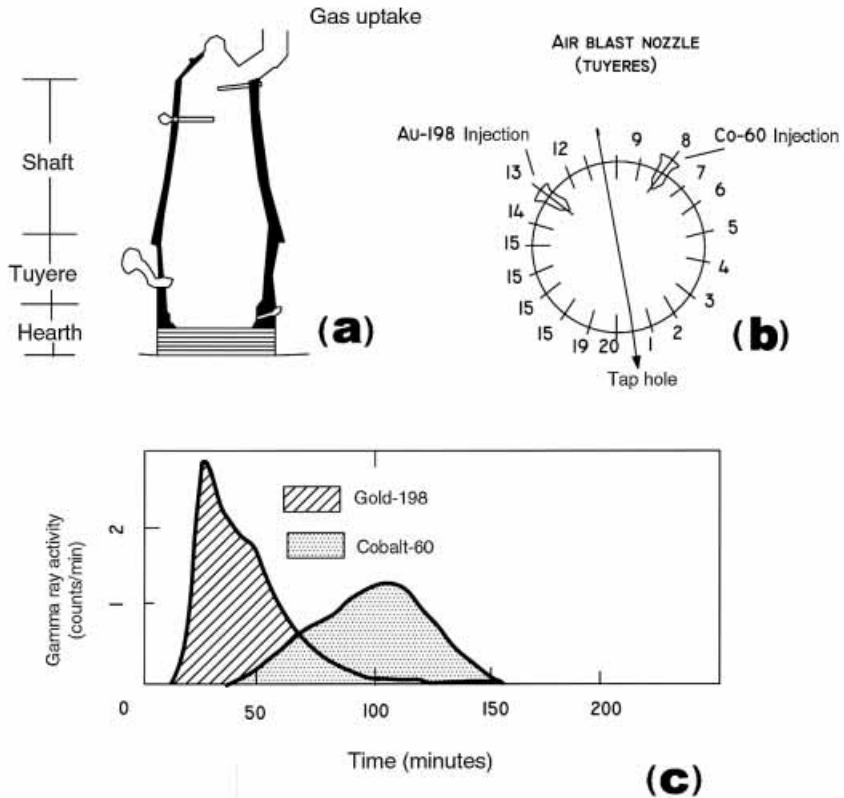 Gas uptake
Shaft
Tuyere
Hearth
(a)
AIR BLAST NOZZLE
(TUYERES)
Au-198 Injection
Co-60 Injection
13
12
9
8
7
6
14
5
15
4
15
3
15
2
15
19
20
1
Tap hole
(b)
Gamma ray activity
(counts/min)
2
1
Gold-198
Cobalt-60
0
50
100
150
200
Time (minutes)
(c)